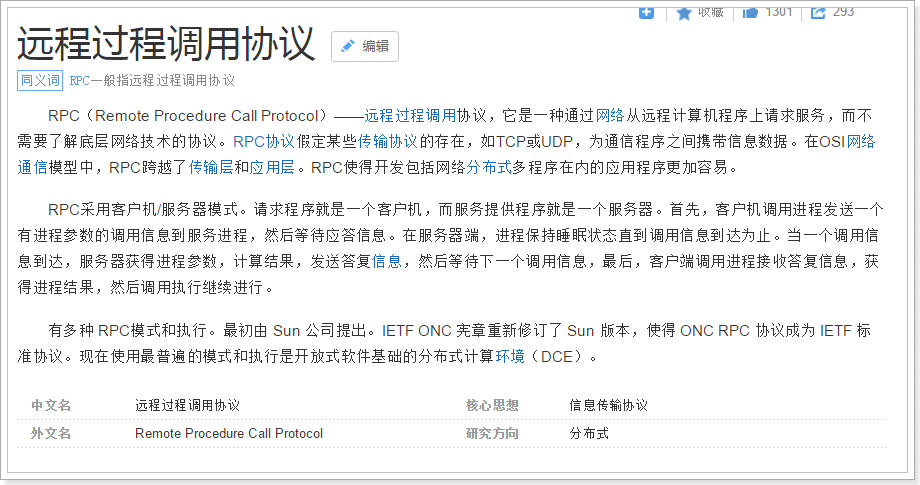 收藏 1301 293
远程过程调用协议 编辑
同义词 RPC一般指远程过程调用协议
RPC（Remote Procedure Call Protocol）——远程过程调用协议，它是一种通过网络从远程计算机程序上请求服务，而不
需要了解底层网络技术的协议。RPC协议假定某些传输协议的存在，如TCP或UDP，为通信程序之间携带信息数据。在OSI网络
通信模型中，RPC跨越了传输层和应用层。RPC使得开发包括网络分布式多程序在内的应用程序更加容易。
RPC采用客户机/服务器模式。请求程序就是一个客户机，而服务提供程序就是一个服务器。首先，客户机调用进程发送一个
有进程参数的调用信息到服务进程，然后等待应答信息。在服务器端，进程保持睡眠状态直到调用信息到达为止。当一个调用信
息到达，服务器获得进程参数，计算结果，发送答复信息，然后等待下一个调用信息，最后，客户端调用进程接收答复信息，获
得进程结果，然后调用执行继续进行。
有多种 RPC模式和执行。最初由 Sun 公司提出。IETF ONC 宪章重新修订了 Sun 版本，使得 ONC RPC 协议成为 IETF 标
准协议。现在使用最普遍的模式和执行是开放式软件基础的分布式计算环境（DCE）。
中文名 远程过程调用协议 核心思想 信息传输协议
外文名 Remote Procedure Call Protocol 研究方向 分布式